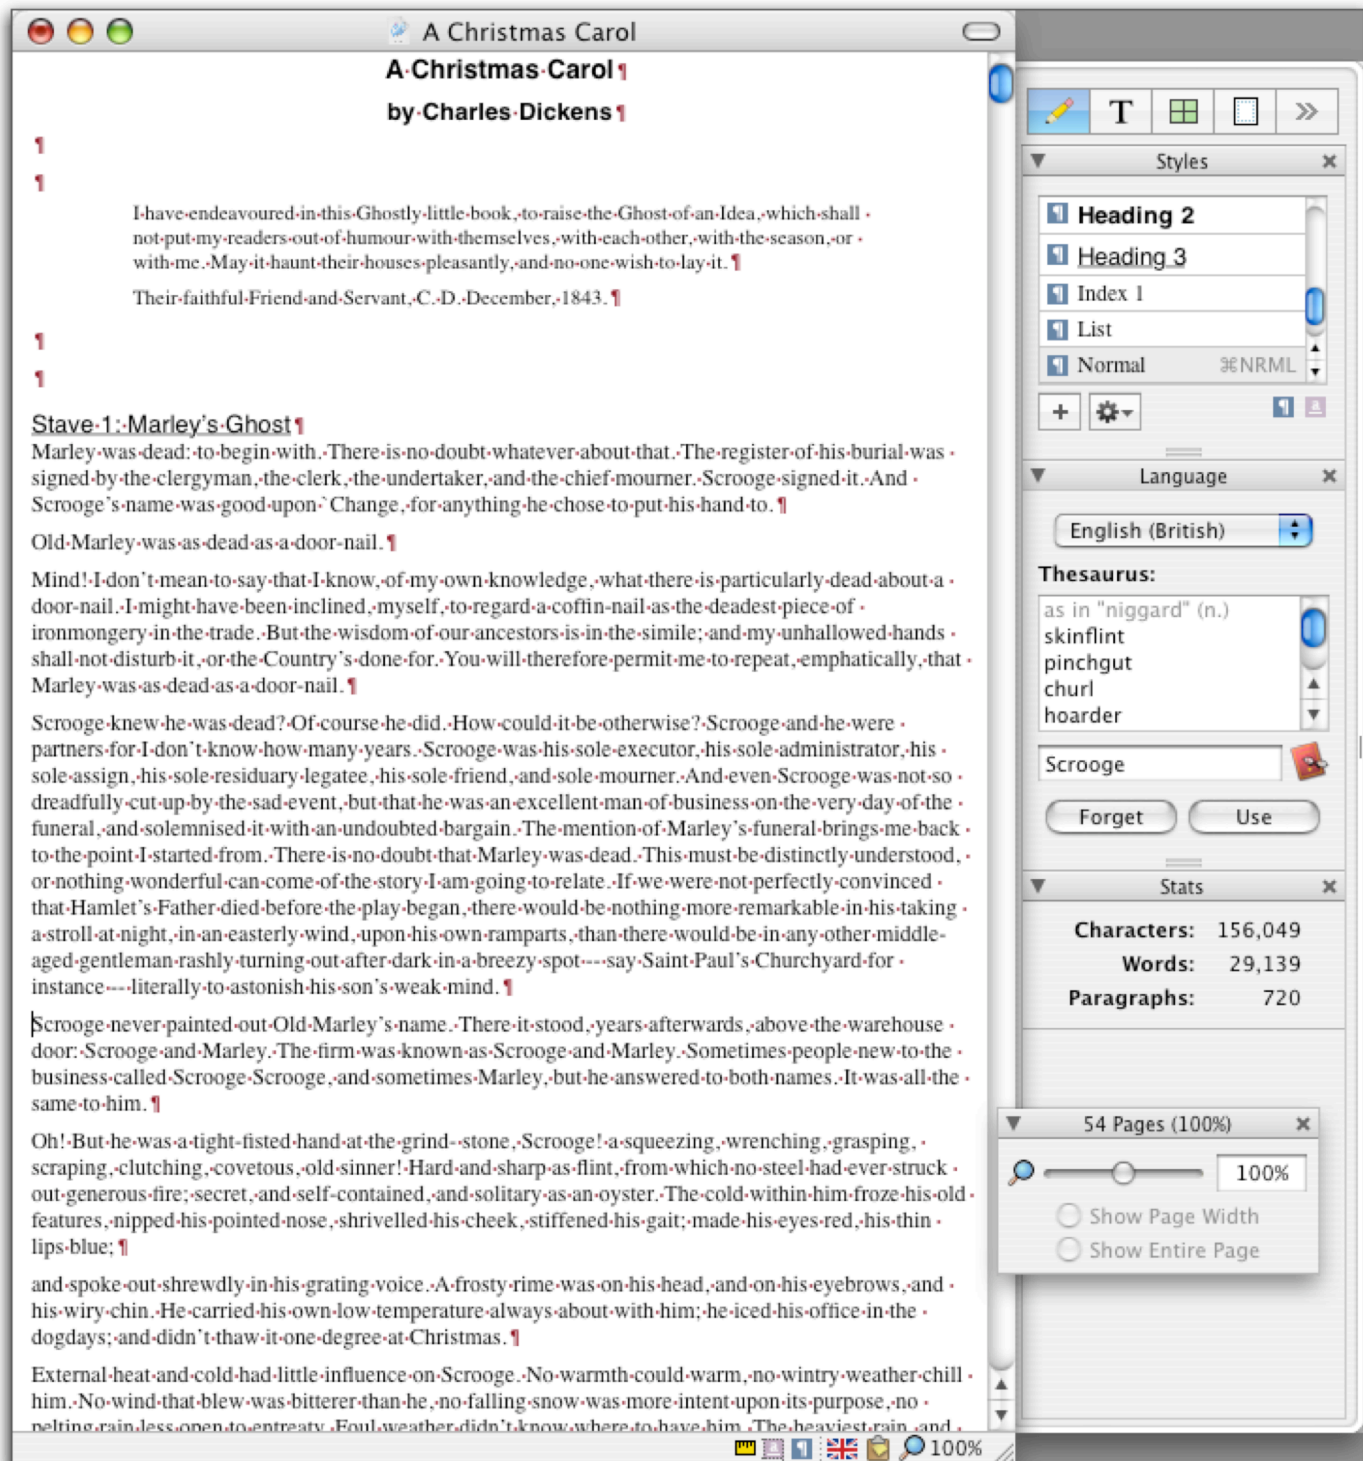 A Christmas Carol
A·Christmas·Carol¶
by·Charles·Dickens¶
¶
¶
I·have·endeavoured·in·this·Ghostly·little·book,·to·raise·the·Ghost·of·an·Idea,·which·shall·
not·put·my·readers·out·of·humour·with·themselves,·with·each·other,·with·the·season,·or·
with·me.·May·it·haunt·their·houses·pleasantly,·and·no·one·wish·to·lay·it.¶
Their·faithful·Friend·and·Servant,·C.·D.·December,·1843.¶
¶
¶
Stave·1:·Marley's·Ghost¶
Marley·was·dead:·to·begin·with.·There·is·no·doubt·whatever·about·that.·The·register·of·his·burial·was·
signed·by·the·clergyman,·the·clerk,·the·undertaker,·and·the·chief·mourner.·Scrooge·signed·it.·And·
Scrooge's·name·was·good·upon·`Change,·for·anything·he·chose·to·put·his·hand·to.¶
Old·Marley·was·as·dead·as·a·door-nail.¶
Mind!·I·don't·mean·to·say·that·I·know,·of·my·own·knowledge,·what·there·is·particularly·dead·about·a·
door-nail.·I·might·have·been·inclined,·myself,·to·regard·a·coffin-nail·as·the·deadest·piece·of·
ironmongery·in·the·trade.·But·the·wisdom·of·our·ancestors·is·in·the·simile;·and·my·unhallowed·hands·
shall·not·disturb·it,·or·the·Country's·done·for.·You·will·therefore·permit·me·to·repeat,·emphatically,·that·
Marley·was·as·dead·as·a·door-nail.¶
Scrooge·knew·he·was·dead?·Of·course·he·did.·How·could·it·be·otherwise?·Scrooge·and·he·were·
partners·for·I·don't·know·how·many·years.·Scrooge·was·his·sole·executor,·his·sole·administrator,·his·
sole·assign,·his·sole·residuary·legatee,·his·sole·friend,·and·sole·mourner.·And·even·Scrooge·was·not·so·
dreadfully·cut·up·by·the·sad·event,·but·that·he·was·an·excellent·man·of·business·on·the·very·day·of·the·
funeral,·and·solemnised·it·with·an·undoubted·bargain.·The·mention·of·Marley's·funeral·brings·me·back·
to·the·point·I·started·from.·There·is·no·doubt·that·Marley·was·dead.·This·must·be·distinctly·understood,·
or·nothing·wonderful·can·come·of·the·story·I·am·going·to·relate.·If·we·were·not·perfectly·convinced·
that·Hamlet's·Father·died·before·the·play·began,·there·would·be·nothing·more·remarkable·in·his·taking·
a·stroll·at·night,·in·an·easterly·wind,·upon·his·own·ramparts,·than·there·would·be·in·any·other·middle-
aged·gentleman·rashly·turning·out·after·dark·in·a·breezy·spot---say·Saint·Paul's·Churchyard·for·
instance---literally·to·astonish·his·son's·weak·mind.¶
Scrooge·never·painted·out·Old·Marley's·name.·There·it·stood,·years·afterwards,·above·the·warehouse·
door:·Scrooge·and·Marley.·The·firm·was·known·as·Scrooge·and·Marley.·Sometimes·people·new·to·the·
business·called·Scrooge·Scrooge,·and·sometimes·Marley,·but·he·answered·to·both·names.·It·was·all·the·
same·to·him.¶
Oh!·But·he·was·a·tight-fisted·hand·at·the·grind--stone,·Scrooge!·a·squeezing,·wrenching,·grasping,·
scraping,·clutching,·covetous,·old·sinner!·Hard·and·sharp·as·flint,·from·which·no·steel·had·ever·struck·
out·generous·fire;·secret,·and·self-contained,·and·solitary·as·an·oyster.·The·cold·within·him·froze·his·old·
features,·nipped·his·pointed·nose,·shrivelled·his·cheek,·stiffened·his·gait;·made·his·eyes·red,·his·thin·
lips·blue;¶
and·spoke·out·shrewdly·in·his·grating·voice.·A·frosty·rime·was·on·his·head,·and·on·his·eyebrows,·and·
his·wiry·chin.·He·carried·his·own·low·temperature·always·about·with·him;·he·iced·his·office·in·the·
dogdays;·and·didn't·thaw·it·one·degree·at·Christmas.¶
External·heat·and·cold·had·little·influence·on·Scrooge.·No·warmth·could·warm,·no·wintry·weather·chill·
him.·No·wind·that·blew·was·bitterer·than·he,·no·falling·snow·was·more·intent·upon·its·purpose,·no·
pelting·rain·less·open·to·entreaty.·Foul·weather·didn't·know·where·to·have·him.·The·heaviest·rain,·and·
100%
T
Styles
¶ Heading 2
¶ Heading 3
¶ Index 1
¶ List
¶ Normal ⌘NRML
¶ a
Language
English (British)
Thesaurus:
as in "niggard" (n.)
skinflint
pinchgut
churl
hoarder
Scrooge
Forget Use
Stats
Characters: 156,049
Words: 29,139
Paragraphs: 720
54 Pages (100%)
100%
Show Page Width
Show Entire Page